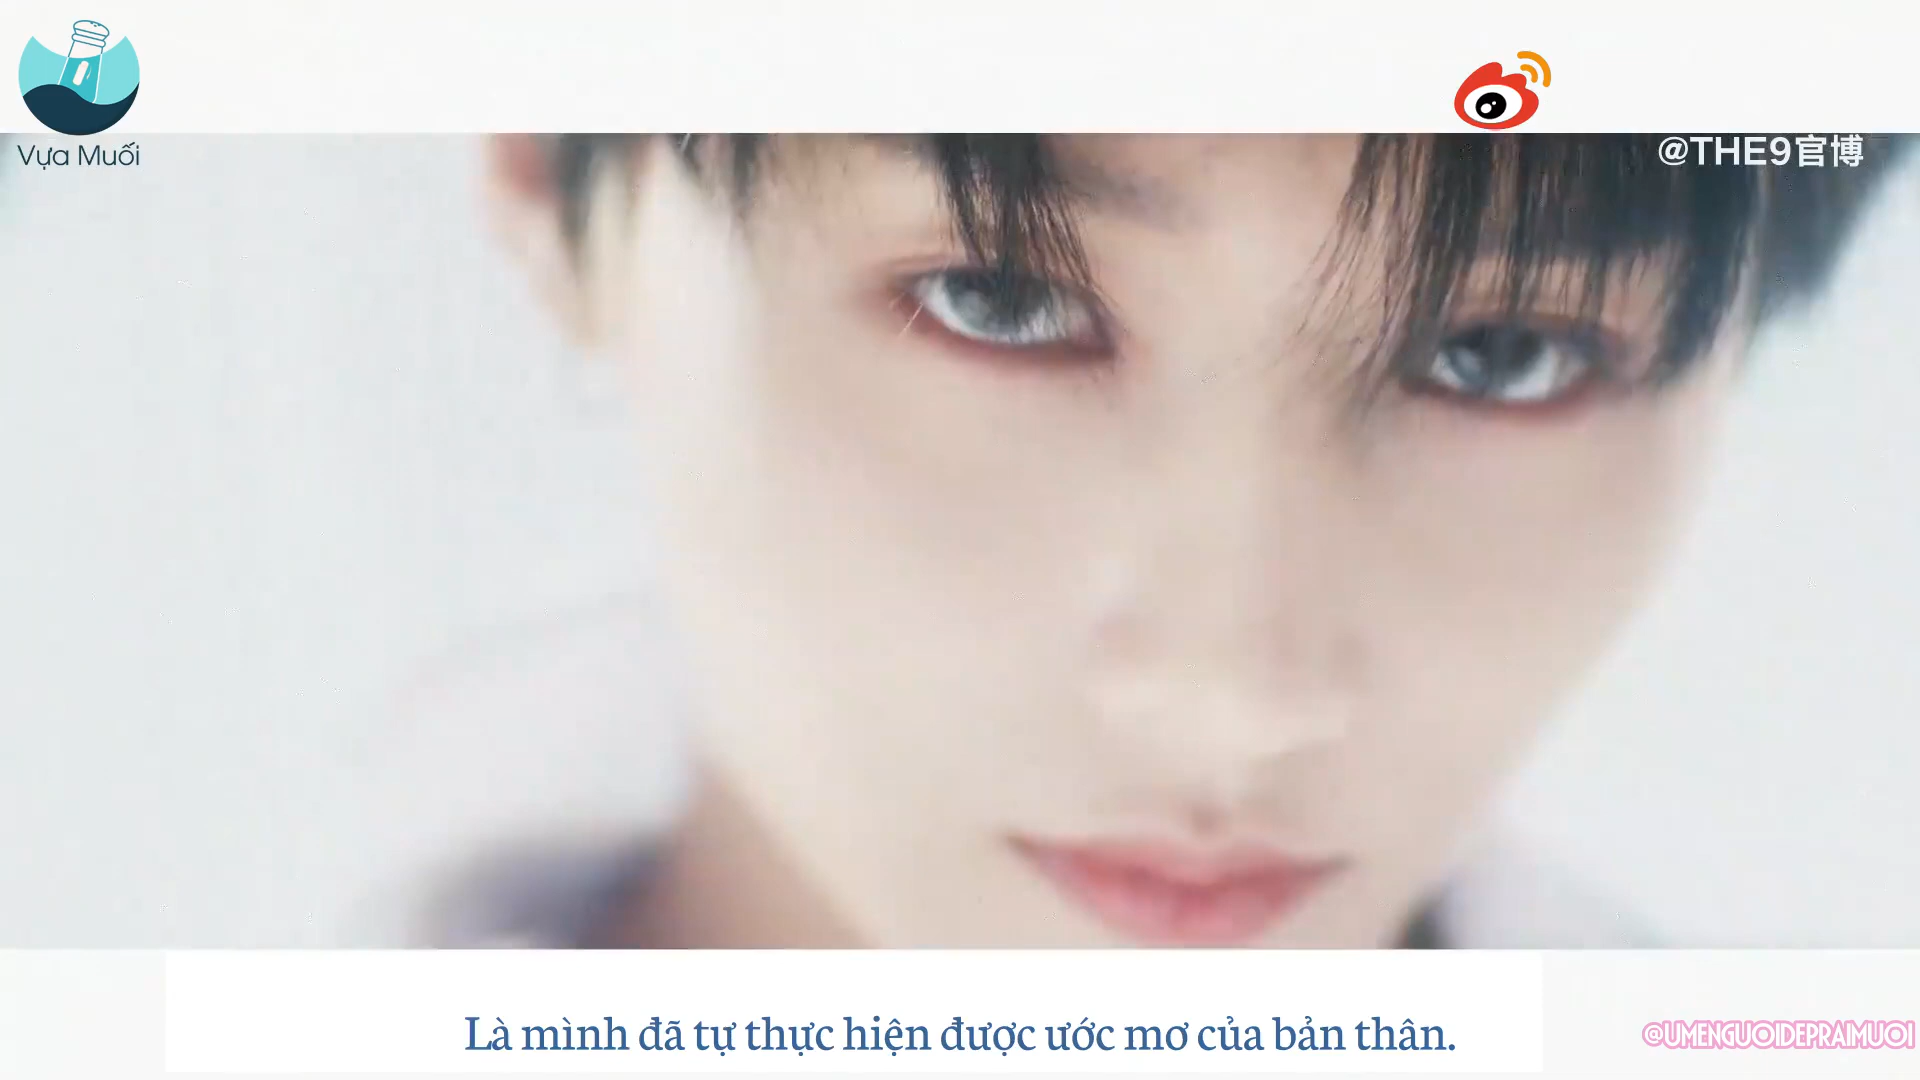 Vựa Muối
@THE9官博
Là mình đã tự thực hiện được ước mơ của bản thân.
@UMENGUOIDEPRAIMUOI